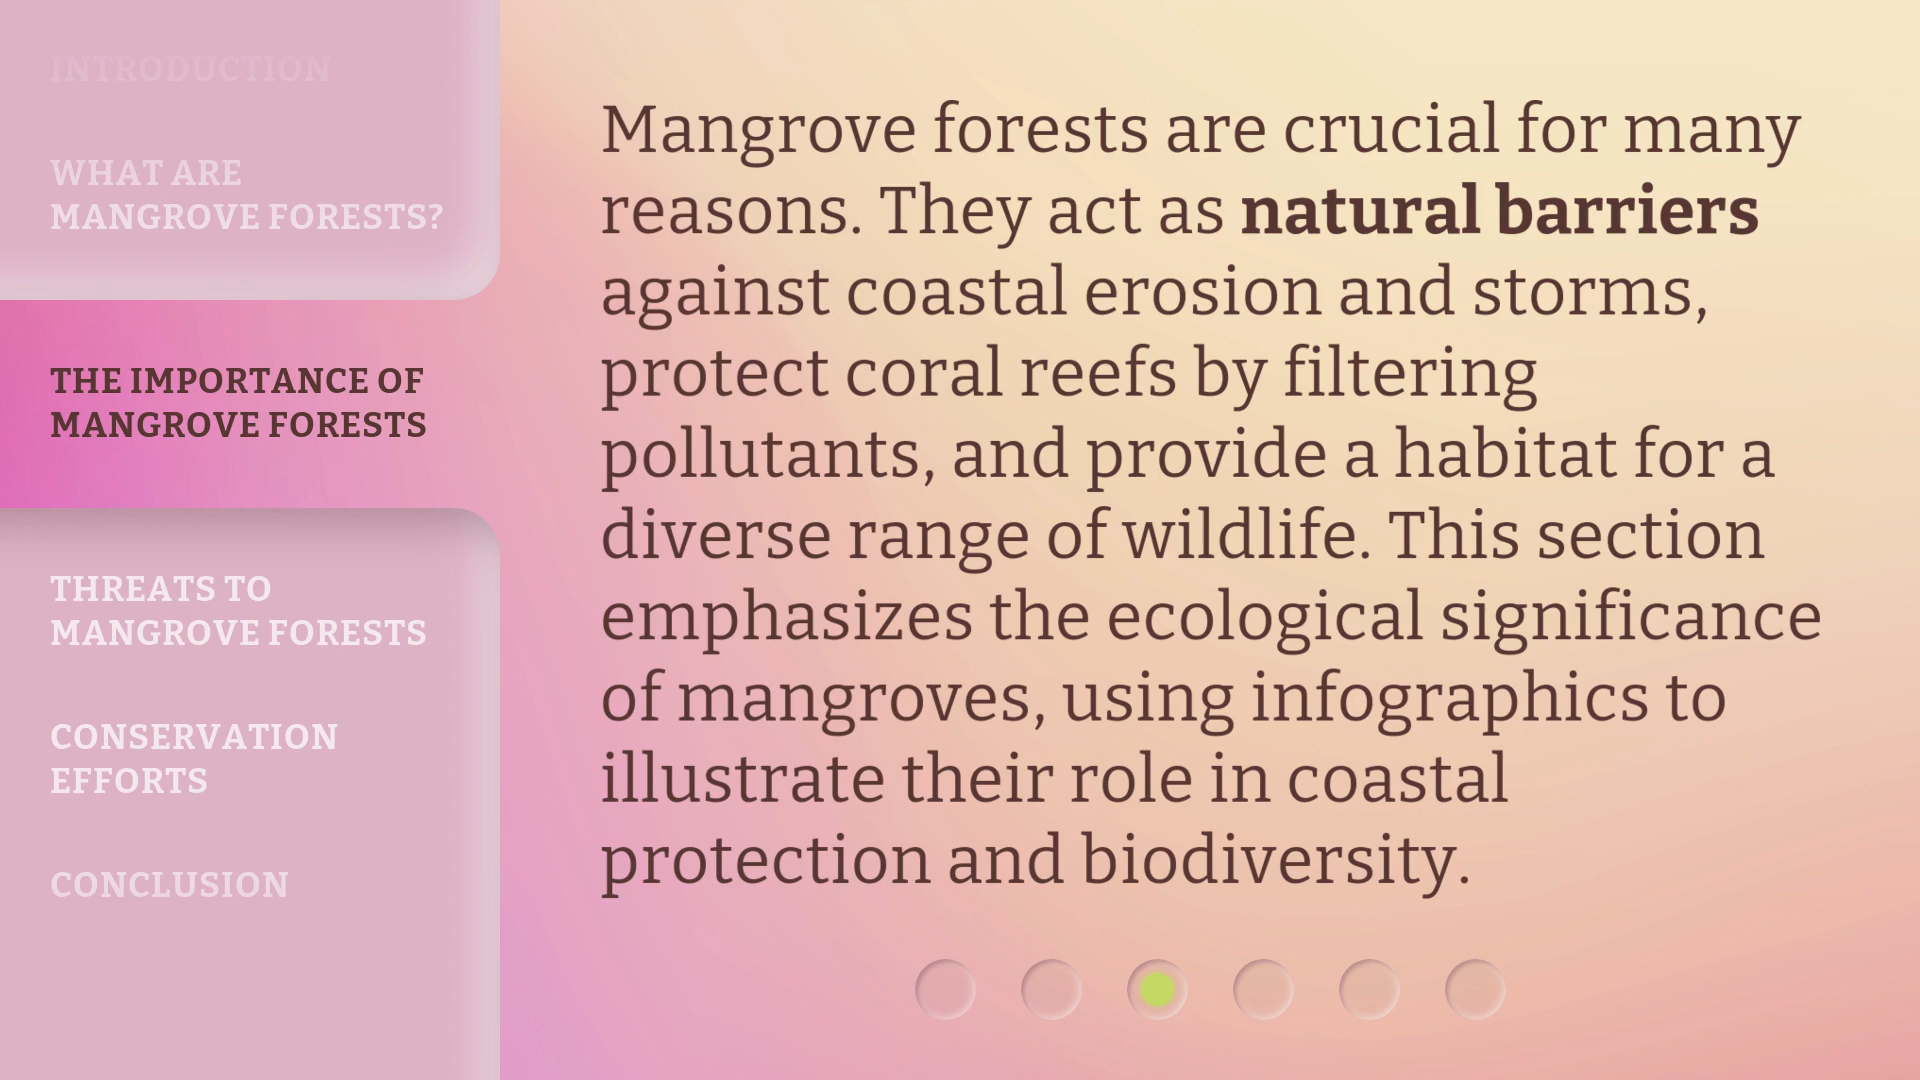 INTRODUCTION
WHAT ARE
MANGROVE FORESTS?
THE IMPORTANCE OF
MANGROVE FORESTS
THREATS TO
MANGROVE FORESTS
CONSERVATION
EFFORTS
CONCLUSION
Mangrove forests are crucial for many
reasons. They act as natural barriers
against coastal erosion and storms,
protect coral reefs by filtering
pollutants, and provide a habitat for a
diverse range of wildlife. This section
emphasizes the ecological significance
of mangroves, using infographics to
illustrate their role in coastal
protection and biodiversity.